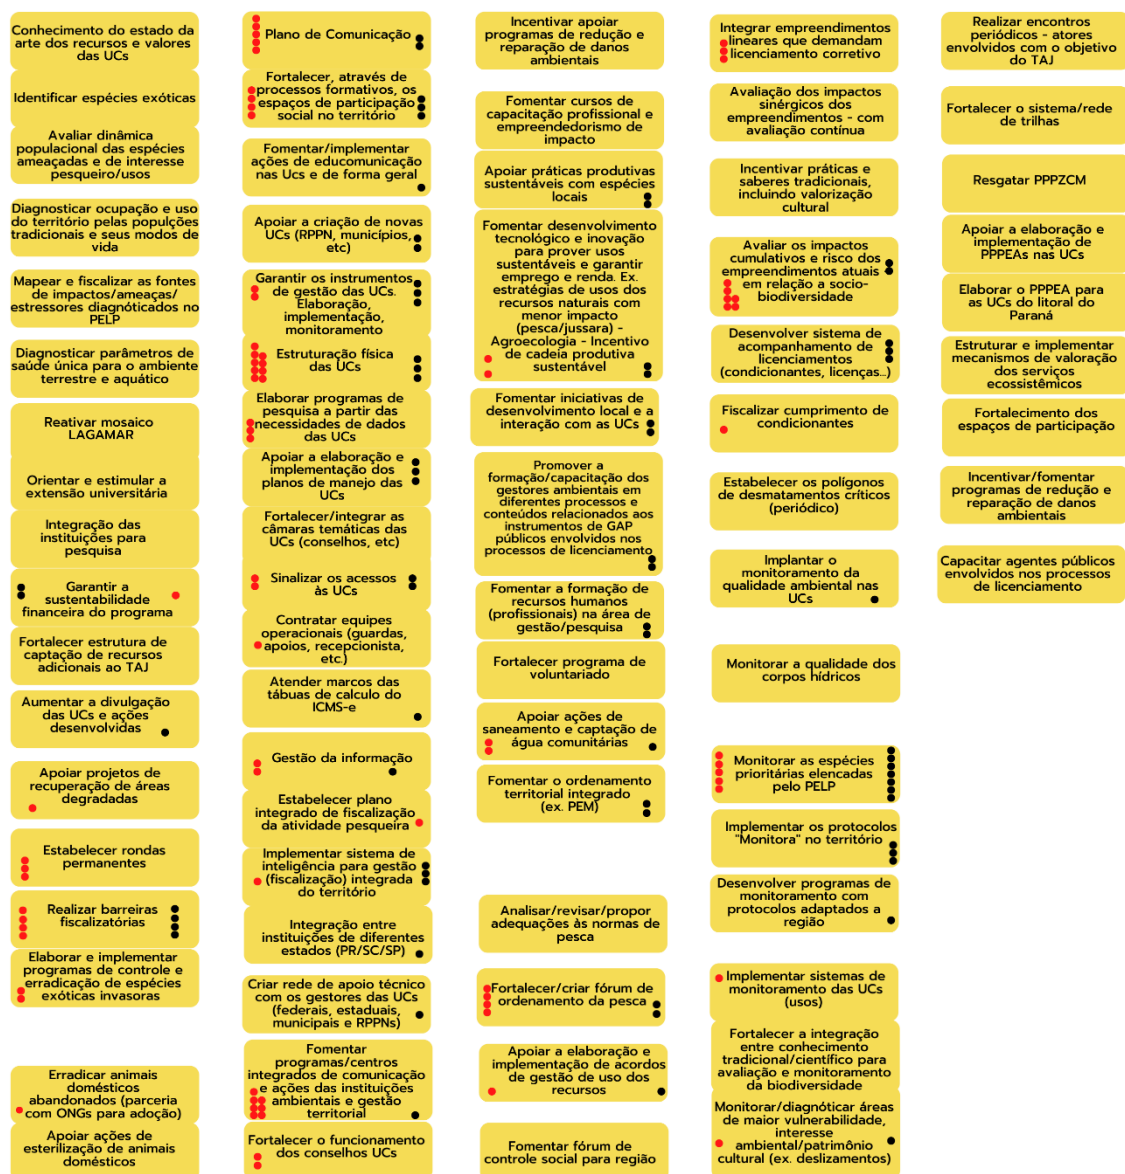 Conhecimento do estado da
arte dos recursos e valores
das UCs
Identificar espécies exóticas
Avaliar dinâmica
populacional das espécies
ameaçadas e de interesse
pesqueiro/usos
Diagnosticar ocupação e uso
do território pelas populções
tradicionais e seus modos de
vida
Mapear e fiscalizar as fontes
de impactos/ameaças/
estressores diagnóticados no
PELP
Diagnosticar parâmetros de
saúde única para o ambiente
terrestre e aquático
Reativar mosaico
LAGAMAR
Orientar e estimular a
extensão universitária
Integração das
instituições para
pesquisa
Garantir a
sustentabilidade
financeira do programa
Fortalecer estrutura de
captação de recursos
adicionais ao TAJ
Aumentar a divulgação
das UCs e ações
desenvolvidas
Apoiar projetos de
recuperação de áreas
degradadas
Estabelecer rondas
permanentes
Realizar barreiras
fiscalizatórias
Elaborar e implementar
programas de controle e
erradicação de espécies
exóticas invasoras
Erradicar animais
domésticos
abandonados (parceria
com ONGs para adoção)
Apoiar ações de
esterilização de animais
domésticos
Plano de Comunicação
Fortalecer, através de
processos formativos, os
espaços de participação
social no território
Fomentar/implementar
ações de educomunicação
nas Ucs e de forma geral
Apoiar a criação de novas
UCs (RPPN, municípios,
etc)
Garantir os instrumentos
de gestão das UCs.
Elaboração,
implementação,
monitoramento
Estruturação física
das UCs
Elaborar programas de
pesquisa a partir das
necessidades de dados
das UCs
Apoiar a elaboração e
implementação dos
planos de manejo das
UCs
Fortalecer/integrar as
câmaras temáticas das
UCs (conselhos, etc)
Sinalizar os acessos
às UCs
Contratar equipes
operacionais (guardas,
apoios, recepcionista,
etc.)
Atender marcos das
tábuas de calculo do
ICMS-e
Gestão da informação
Estabelecer plano
integrado de fiscalização
da atividade pesqueira
Implementar sistema de
inteligência para gestão
(fiscalização) integrada
do território
Integração entre
instituições de diferentes
estados (PR/SC/SP)
Criar rede de apoio técnico
com os gestores das UCs
(federais, estaduais,
municipais e RPPNs)
Fomentar
programas/centros
integrados de comunicação
e ações das instituições
ambientais e gestão
territorial
Fortalecer o funcionamento
dos conselhos UCs
Incentivar apoiar
programas de redução e
reparação de danos
ambientais
Fomentar cursos de
capacitação profissional e
empreendedorismo de
impacto
Apoiar práticas produtivas
sustentáveis com espécies
locais
Fomentar desenvolvimento
tecnológico e inovação
para prover usos
sustentáveis e garantir
emprego e renda. Ex.
estratégias de usos dos
recursos naturais com
menor impacto
(pesca/jussara) -
Agroecologia - Incentivo
de cadeia produtiva
sustentável
Fomentar iniciativas de
desenvolvimento local e a
interação com as UCs
Promover a
formação/capacitação dos
gestores ambientais em
diferentes processos e
conteúdos relacionados aos
instrumentos de GAP
públicos envolvidos nos
processos de licenciamento
Fomentar a formação de
recursos humanos
(profissionais) na área de
gestão/pesquisa
Fortalecer programa de
voluntariado
Apoiar ações de
saneamento e captação de
água comunitárias
Fomentar o ordenamento
territorial integrado
(ex. PEM)
Analisar/revisar/propor
adequações às normas de
pesca
Fortalecer/criar fórum de
ordenamento da pesca
Apoiar a elaboração e
implementação de acordos
de gestão de uso dos
recursos
Fomentar fórum de
controle social para região
Integrar empreendimentos
lineares que demandam
licenciamento corretivo
Avaliação dos impactos
sinérgicos dos
empreendimentos - com
avaliação contínua
Incentivar práticas e
saberes tradicionais,
incluindo valorização
cultural
Avaliar os impactos
cumulativos e risco dos
empreendimentos atuais
em relação a socio-
biodiversidade
Desenvolver sistema de
acompanhamento de
licenciamentos
(condicionantes, licenças...)
Fiscalizar cumprimento de
condicionantes
Estabelecer os polígonos
de desmatamentos críticos
(periódico)
Implantar o
monitoramento da
qualidade ambiental nas
UCs
Monitorar a qualidade dos
corpos hídricos
Monitorar as espécies
prioritárias elencadas
pelo PELP
Implementar os protocolos
"Monitora" no território
Desenvolver programas de
monitoramento com
protocolos adaptados a
região
Implementar sistemas de
monitoramento das UCs
(usos)
Fortalecer a integração
entre conhecimento
tradicional/científico para
avaliação e monitoramento
da biodiversidade
Monitorar/diagnóticar áreas
de maior vulnerabilidade,
interesse
ambiental/patrimônio
cultural (ex. deslizamentos)
Realizar encontros
periódicos - atores
envolvidos com o objetivo
do TAJ
Fortalecer o sistema/rede
de trilhas
Resgatar PPPZCM
Apoiar a elaboração e
implementação de
PPPEAs nas UCs
Elaborar o PPPEA para
as UCs do litoral do
Paraná
Estruturar e implementar
mecanismos de valoração
dos serviços
ecossistêmicos
Fortalecimento dos
espaços de participação
Incentivar/fomentar
programas de redução e
reparação de danos
ambientais
Capacitar agentes públicos
envolvidos nos processos
de licenciamento